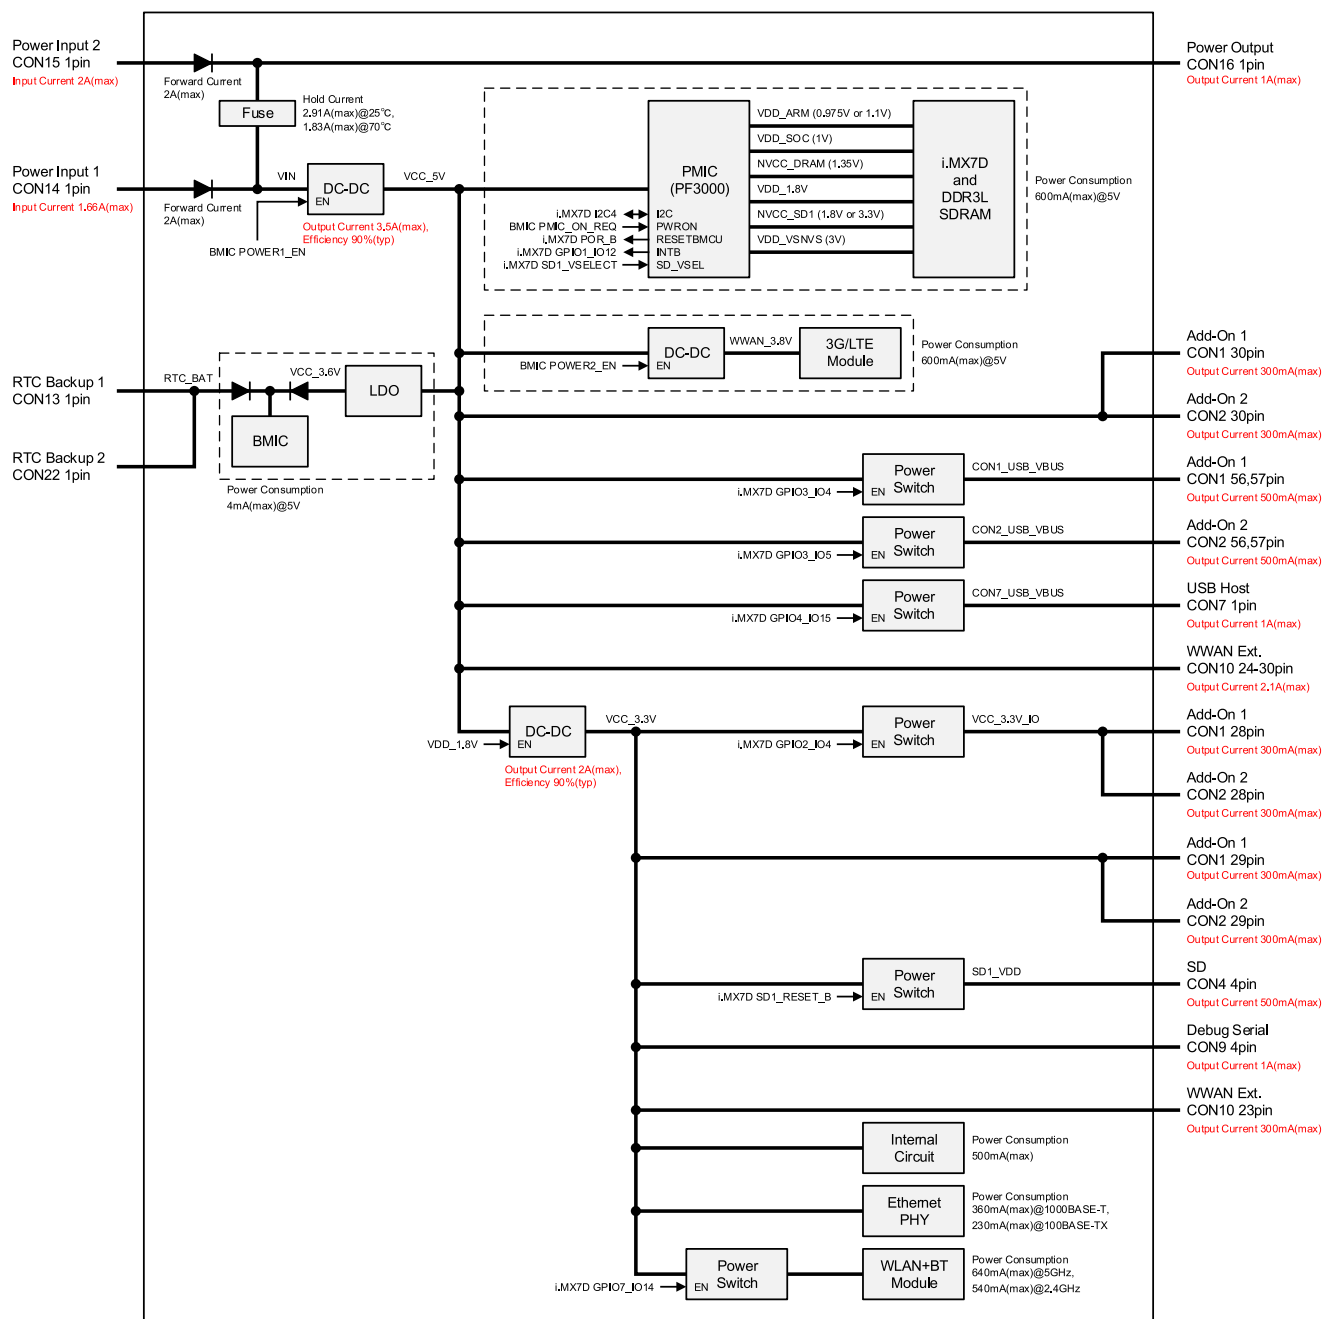 Power Input 2
CON15 1pin
Input Current 2A(max)
Forward Current
2A(max)
Fuse
Hold Current
2.91A(max)@25°C,
1.83A(max)@70°C
Power Input 1
CON14 1pin
Input Current 1.66A(max)
Forward Current
2A(max)
VIN
DC-DC
EN
VCC_5V
BMIC POWER1_EN
Output Current 3.5A(max),
Efficiency 90%(typ)
PMIC
(PF3000)
I2C
PWRON
RESETBMCU
INTB
SD_VSEL
i.MX7D I2C4
BMIC PMIC_ON_REQ
i.MX7D POR_B
i.MX7D GPIO1_IO12
i.MX7D SD1_VSELECT
VDD_ARM (0.975V or 1.1V)
VDD_SOC (1V)
NVCC_DRAM (1.35V)
VDD_1.8V
NVCC_SD1 (1.8V or 3.3V)
VDD_VSNVS (3V)
i.MX7D
and
DDR3L
SDRAM
Power Consumption
600mA(max)@5V
Power Output
CON16 1pin
Output Current 1A(max)
BMIC POWER2_EN
DC-DC
EN
WWAN_3.8V
3G/LTE
Module
Power Consumption
600mA(max)@5V
RTC Backup 1
CON13 1pin
RTC Backup 2
CON22 1pin
RTC_BAT
VCC_3.6V
LDO
BMIC
Power Consumption
4mA(max)@5V
Add-On 1
CON1 30pin
Output Current 300mA(max)
Add-On 2
CON2 30pin
Output Current 300mA(max)
i.MX7D GPIO3_IO4
Power
Switch
EN
CON1_USB_VBUS
Add-On 1
CON1 56,57pin
Output Current 500mA(max)
i.MX7D GPIO3_IO5
Power
Switch
EN
CON2_USB_VBUS
Add-On 2
CON2 56,57pin
Output Current 500mA(max)
i.MX7D GPIO4_IO15
Power
Switch
EN
CON7_USB_VBUS
USB Host
CON7 1pin
Output Current 1A(max)
WWAN Ext.
CON10 24-30pin
Output Current 2.1A(max)
VDD_1.8V
DC-DC
EN
VCC_3.3V
Output Current 2A(max),
Efficiency 90%(typ)
i.MX7D GPIO2_IO4
Power
Switch
EN
VCC_3.3V_IO
Add-On 1
CON1 28pin
Output Current 300mA(max)
Add-On 2
CON2 28pin
Output Current 300mA(max)
Add-On 1
CON1 29pin
Output Current 300mA(max)
Add-On 2
CON2 29pin
Output Current 300mA(max)
i.MX7D SD1_RESET_B
Power
Switch
EN
SD1_VDD
SD
CON4 4pin
Output Current 500mA(max)
Debug Serial
CON9 4pin
Output Current 1A(max)
WWAN Ext.
CON10 23pin
Output Current 300mA(max)
Internal
Circuit
Power Consumption
500mA(max)
Ethernet
PHY
Power Consumption
360mA(max)@1000BASE-T,
230mA(max)@100BASE-TX
i.MX7D GPIO7_IO14
Power
Switch
EN
WLAN+BT
Module
Power Consumption
640mA(max)@5GHz,
540mA(max)@2.4GHz